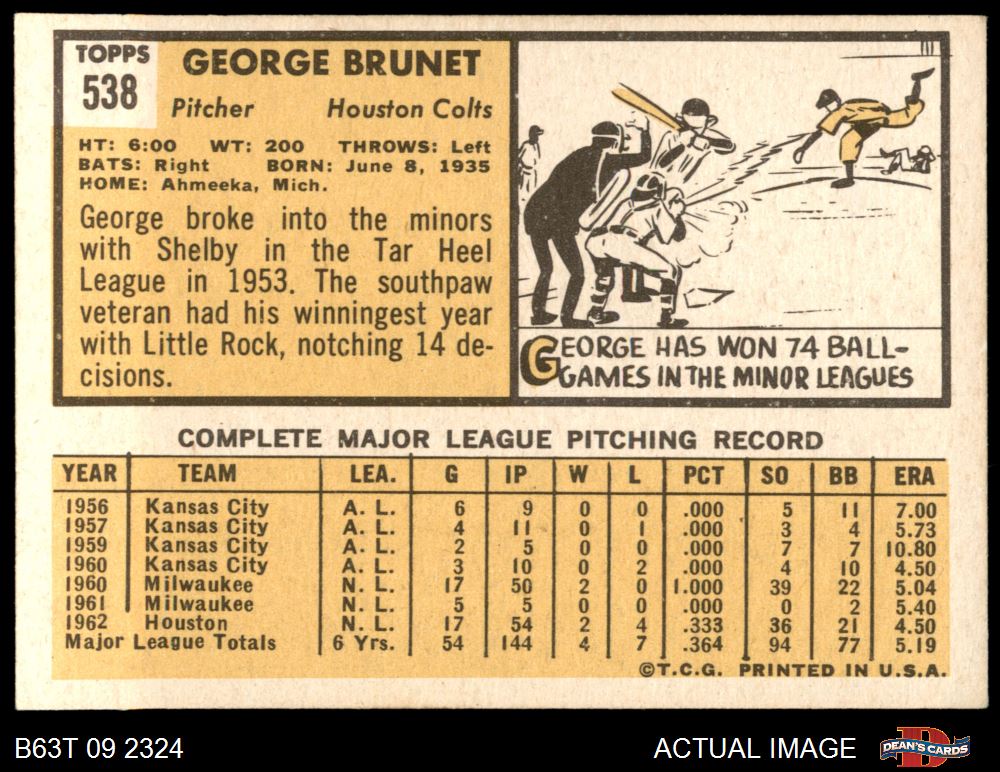 TOPPS
538
GEORGE BRUNET
Pitcher Houston Colts
HT: 6:00 WT: 200 THROWS: Left
BATS: Right BORN: June 8, 1935
HOME: Ahmeeka, Mich.
George broke into the minors
with Shelby in the Tar Heel
League in 1953. The southpaw
veteran had his winningest year
with Little Rock, notching 14 de-
cisions.
GEORGE HAS WON 74 BALL-
GAMES IN THE MINOR LEAGUES
COMPLETE MAJOR LEAGUE PITCHING RECORD
YEAR TEAM LEA. G IP W L PCT SO BB ERA
1956 Kansas City A. L. 6 9 0 0 .000 5 11 7.00
1957 Kansas City A. L. 4 11 0 1 .000 3 4 5.73
1959 Kansas City A. L. 2 5 0 0 .000 7 7 10.80
1960 Kansas City A. L. 3 10 0 2 .000 4 10 4.50
1960 Milwaukee N. L. 17 50 2 0 1.000 39 22 5.04
1961 Milwaukee N. L. 5 5 0 0 .000 0 2 5.40
1962 Houston N. L. 17 54 2 4 .333 36 21 4.50
Major League Totals 6 Yrs. 54 144 4 7 .364 94 77 5.19
©T.C.G. PRINTED IN U.S.A.
B63T 09 2324 ACTUAL IMAGE DEAN'S CARDS